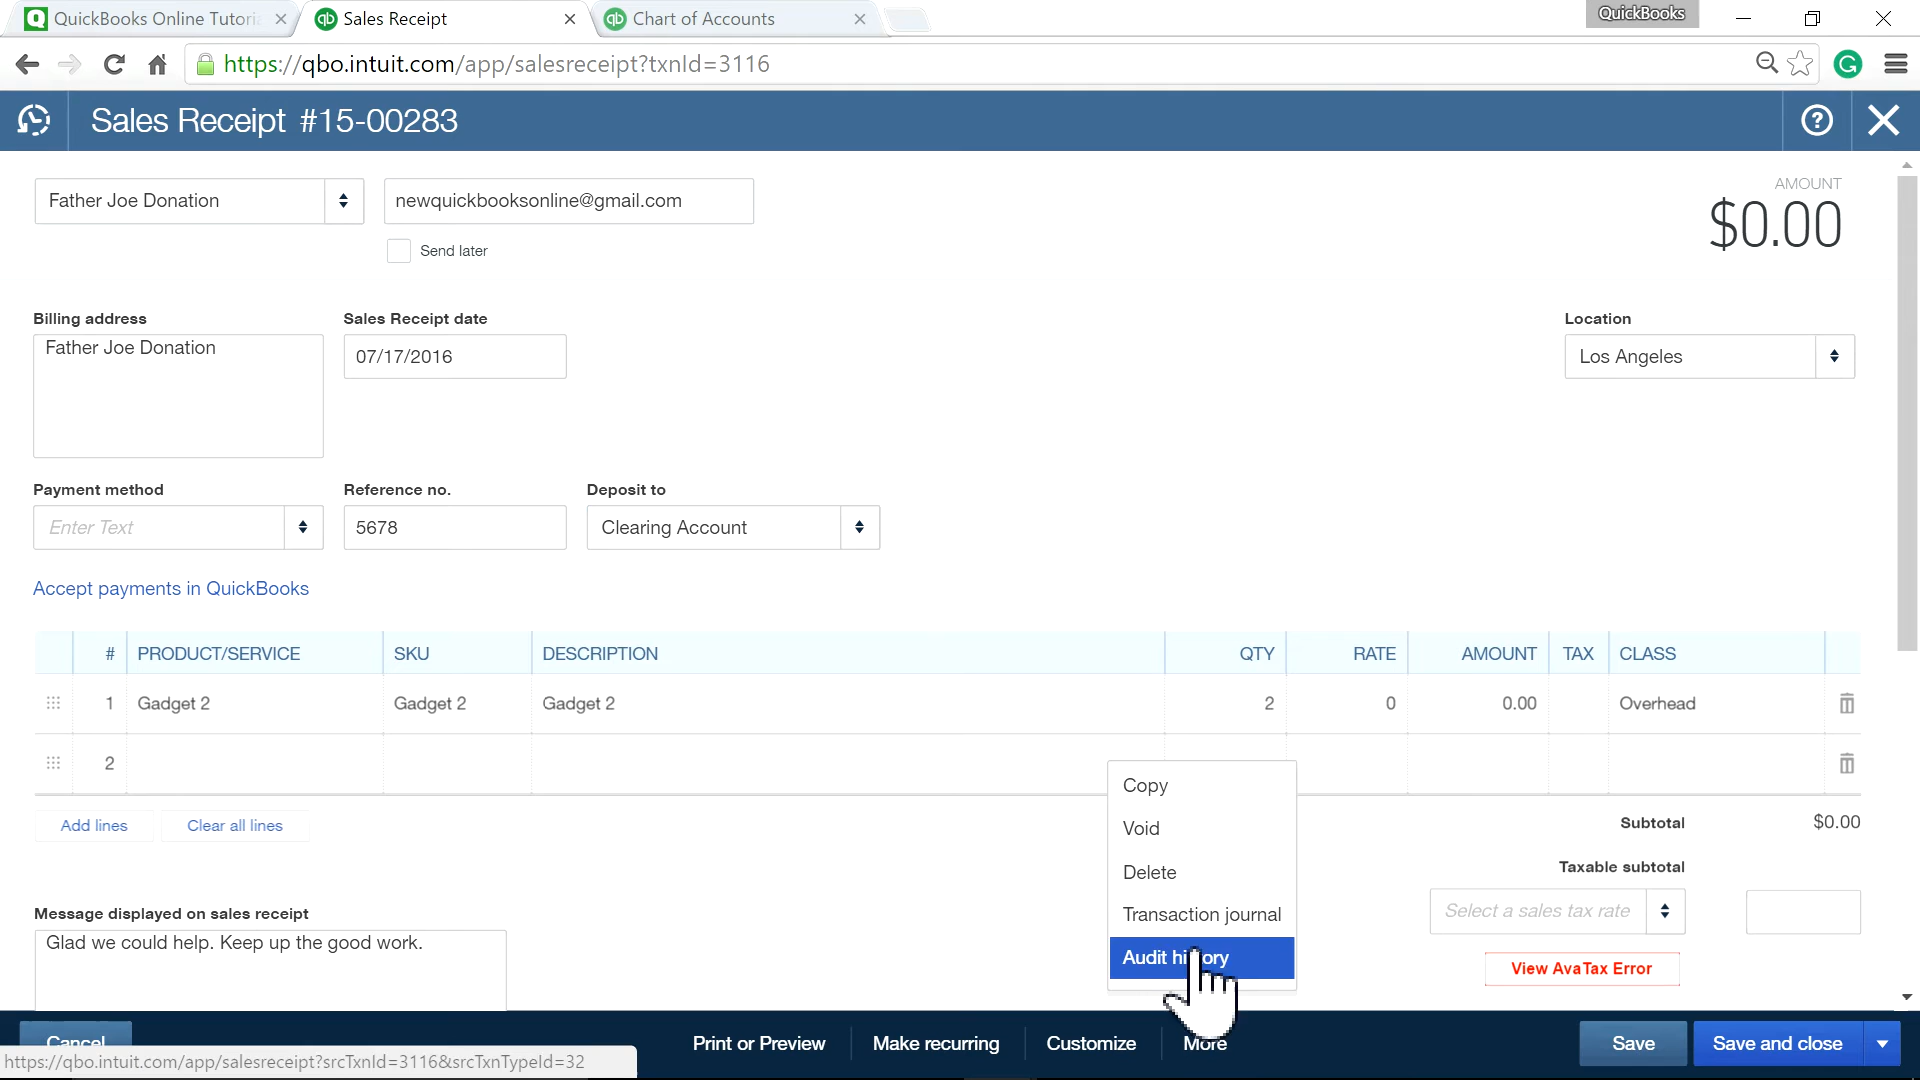 QuickBooks Online Tutoria
Sales Receipt
Chart of Accounts
QuickBooks
https://qbo.intuit.com/app/salesreceipt?txnId=3116
Sales Receipt #15-00283
Father Joe Donation
newquickbooksonline@gmail.com
AMOUNT
$0.00
Send later
Billing address
Sales Receipt date
Location
Father Joe Donation
07/17/2016
Los Angeles
Payment method
Reference no.
Deposit to
Enter Text
5678
Clearing Account
Accept payments in QuickBooks
# PRODUCT/SERVICE SKU DESCRIPTION QTY RATE AMOUNT TAX CLASS
1 Gadget 2 Gadget 2 Gadget 2 2 0 0.00 Overhead
2
Copy
Void
Delete
Transaction journal
Audit history
Add lines
Clear all lines
Subtotal $0.00
Taxable subtotal
Select a sales tax rate
View AvaTax Error
Message displayed on sales receipt
Glad we could help. Keep up the good work.
Cancel
Print or Preview
Make recurring
Customize
More
Save
Save and close
https://qbo.intuit.com/app/salesreceipt?srcTxnId=3116&srcTxnTypeId=32